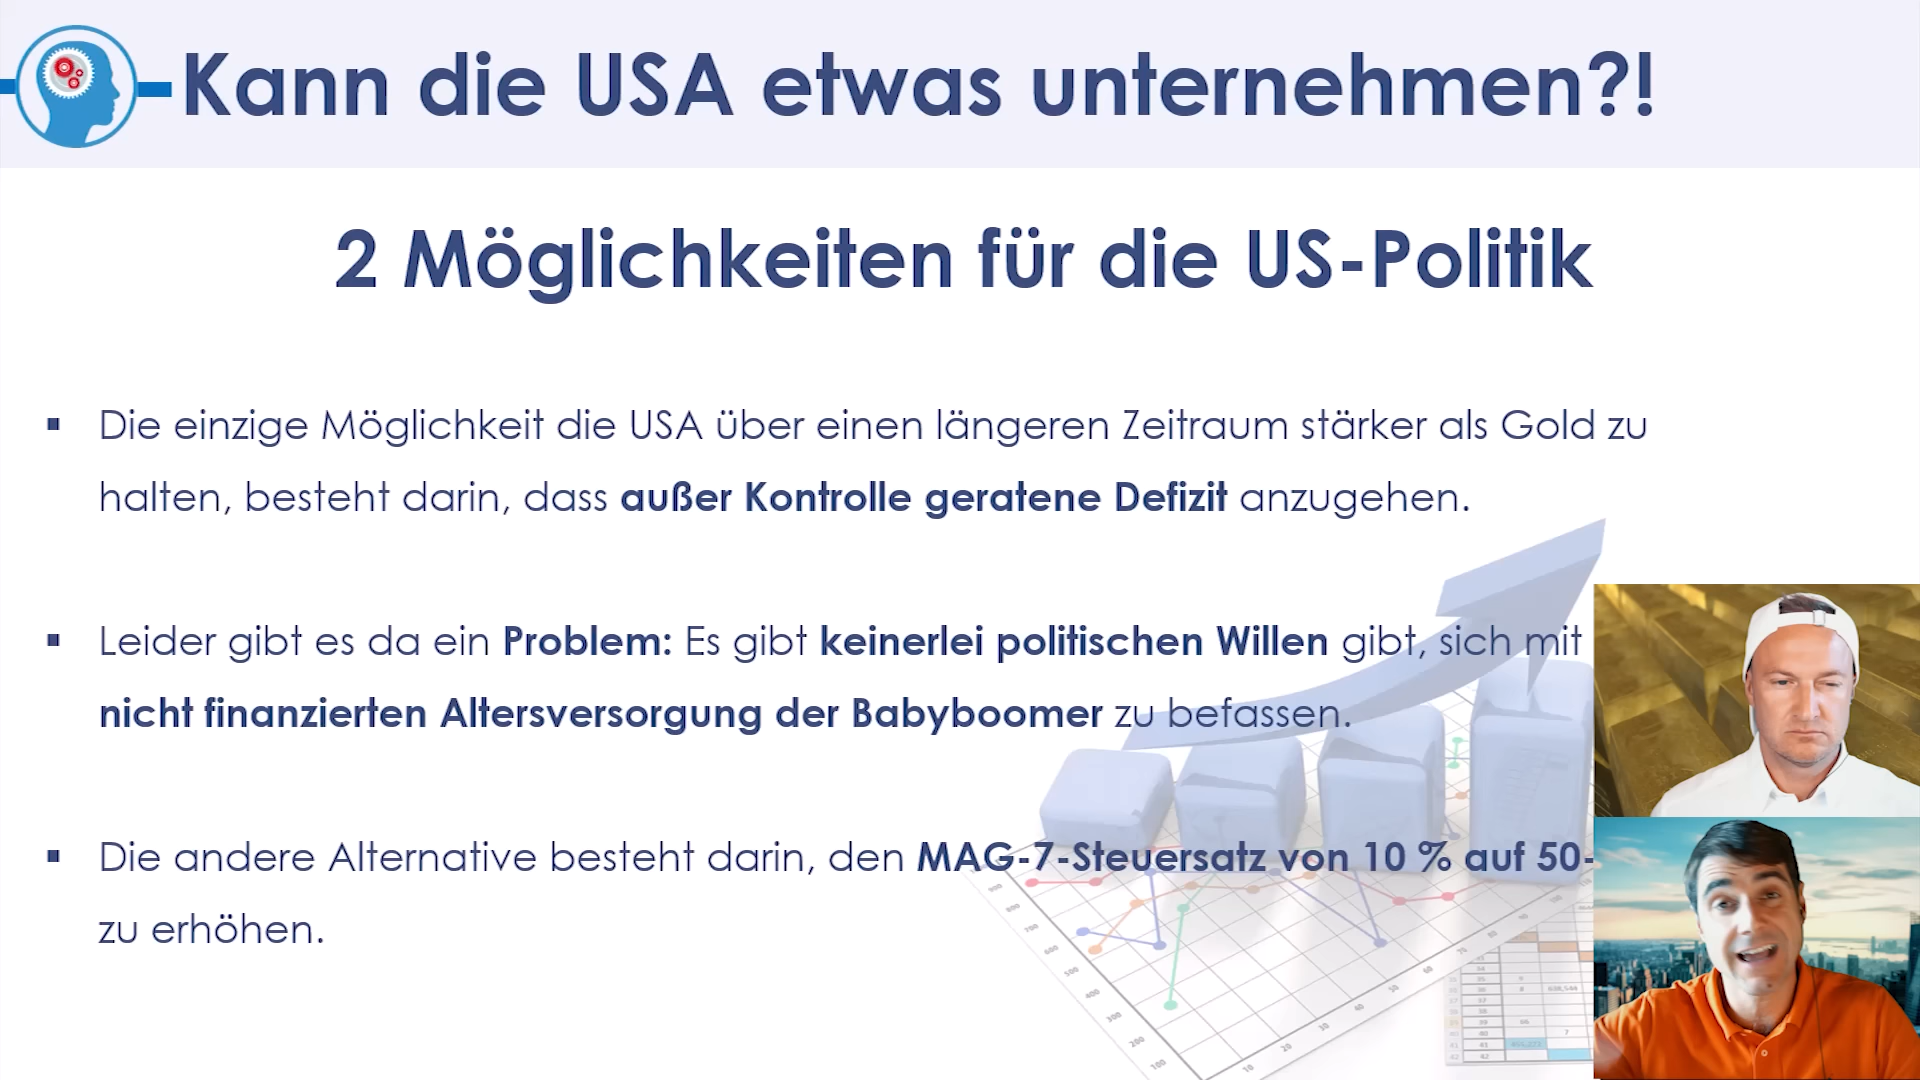 Kann die USA etwas unternehmen?!
2 Möglichkeiten für die US-Politik
▪ Die einzige Möglichkeit die USA über einen längeren Zeitraum stärker als Gold zu
halten, besteht darin, dass außer Kontrolle geratene Defizit anzugehen.
▪ Leider gibt es da ein Problem: Es gibt keinerlei politischen Willen gibt, sich mit
nicht finanzierten Altersversorgung der Babyboomer zu befassen.
▪ Die andere Alternative besteht darin, den MAG-7-Steuersatz von 10 % auf 50-
zu erhöhen.